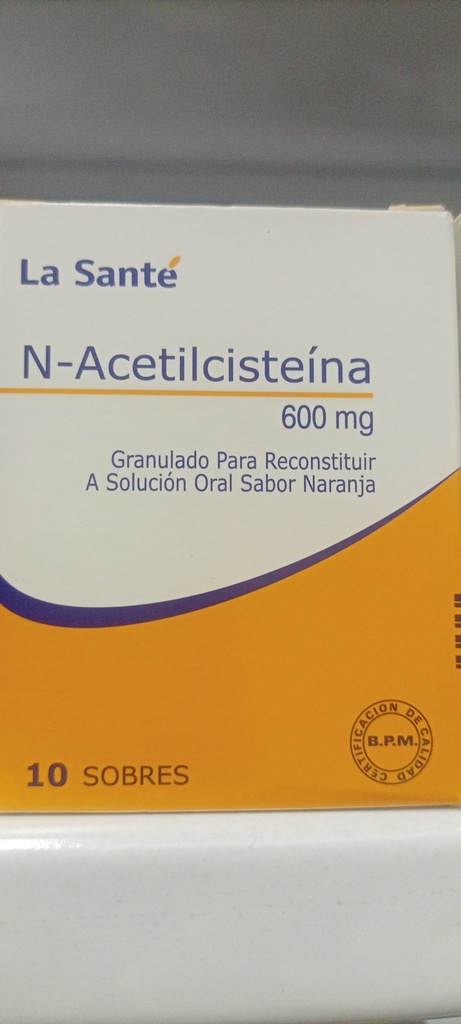 La Santé
N-Acetilcisteína
600 mg
Granulado Para Reconstituir
A Solución Oral Sabor Naranja
CERTIFICACION DE CALIDAD
B.P.M.
10 SOBRES